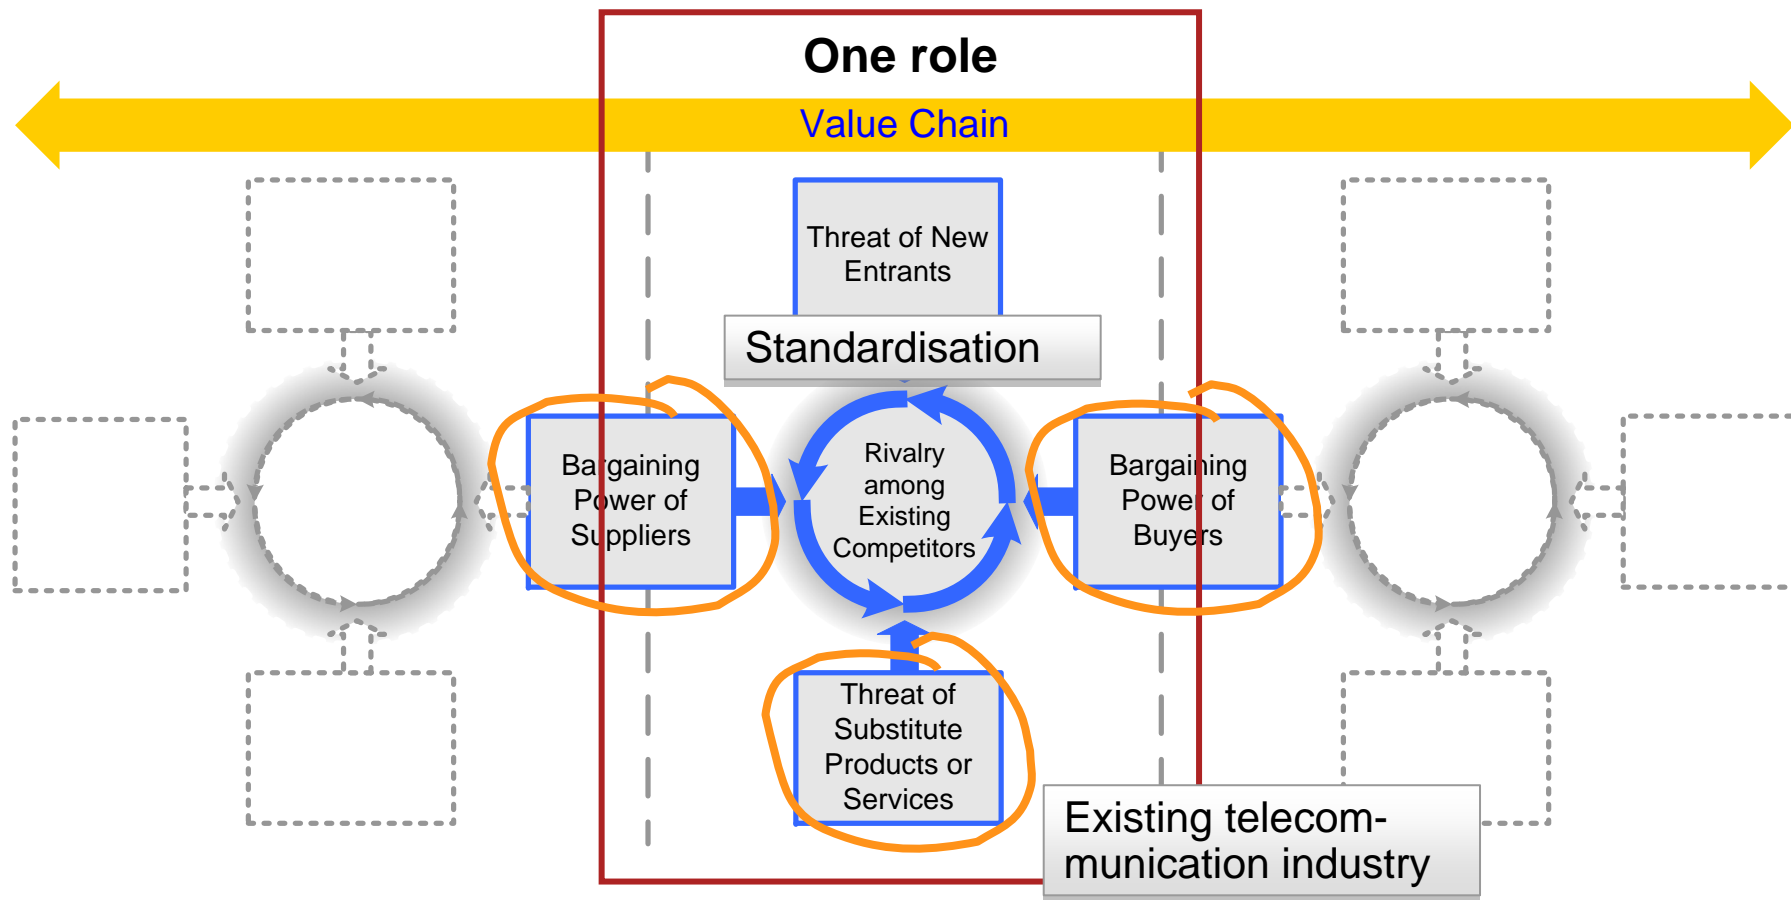 One role
Value Chain
Threat of New
Entrants
Standardisation
Bargaining
Power of
Suppliers
Rivalry
among
Existing
Competitors
Bargaining
Power of
Buyers
Threat of
Substitute
Products or
Services
Existing telecom-
munication industry